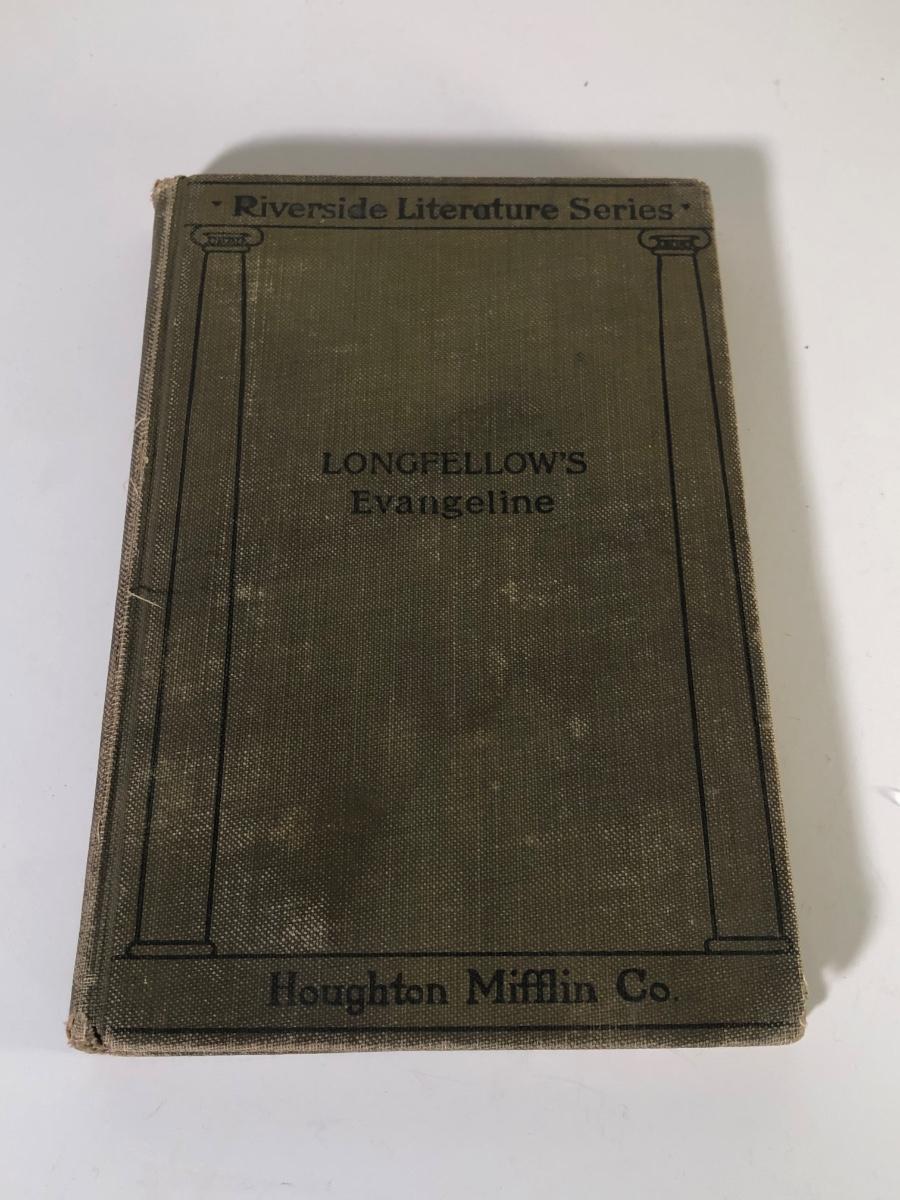 · Riverside Literature Series ·
LONGFELLOW'S
Evangeline
Houghton Mifflin Co.